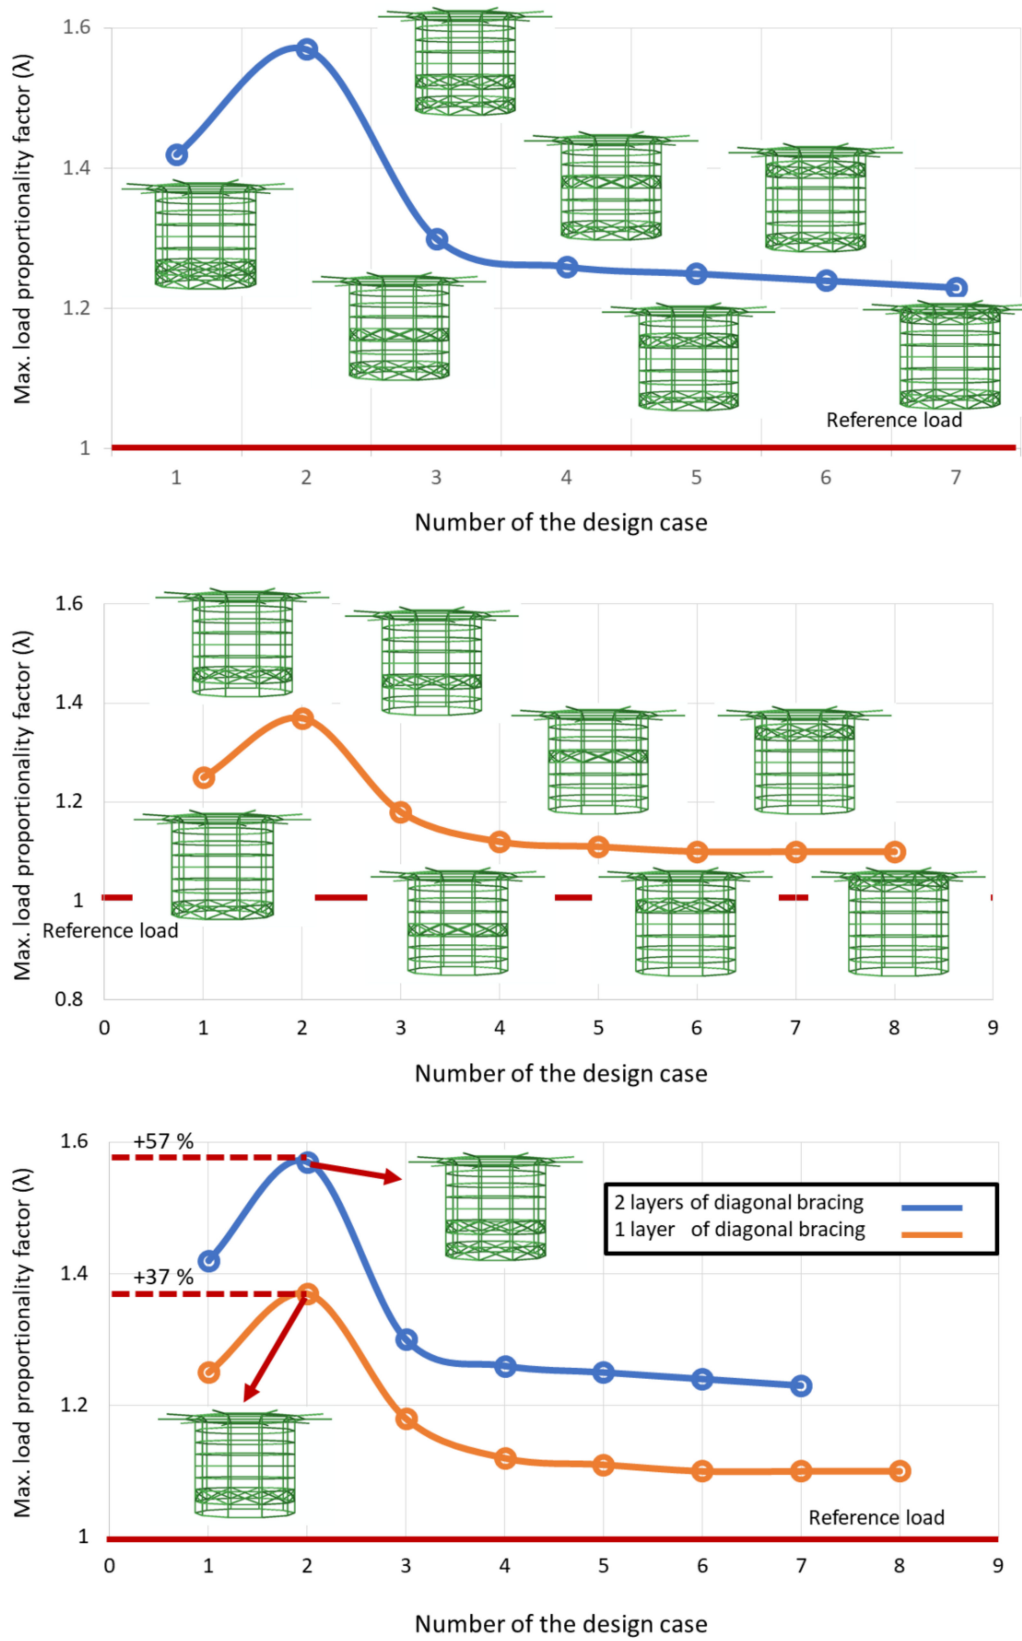 Max. load proportionality factor (λ)
1.6
1.4
1.2
1
Reference load
1 2 3 4 5 6 7
Number of the design case
Max. load proportionality factor (λ)
1.6
1.4
1.2
1
Reference load
0.8
0 1 2 3 4 5 6 7 8 9
Number of the design case
Max. load proportionality factor (λ)
1.6
+57 %
2 layers of diagonal bracing
1 layer of diagonal bracing
1.4
+37 %
1.2
Reference load
1
0 1 2 3 4 5 6 7 8 9
Number of the design case